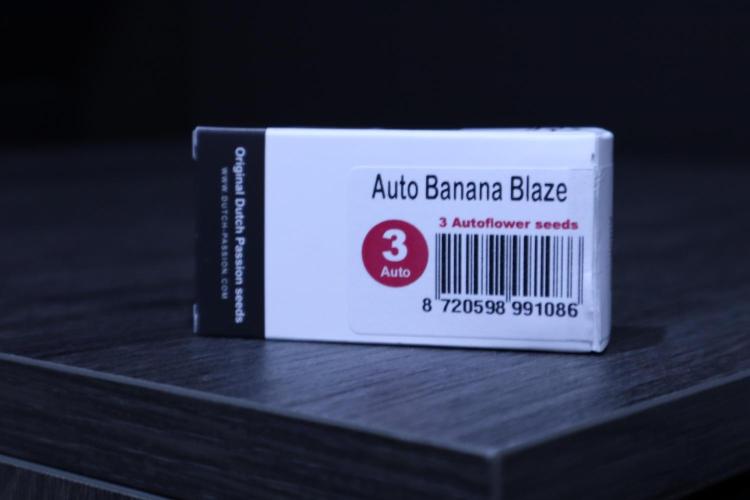 Original Dutch Passion seeds
WWW.DUTCH-PASSION.COM
Auto Banana Blaze
3 Autoflower seeds
3
Auto
8 720598 991086